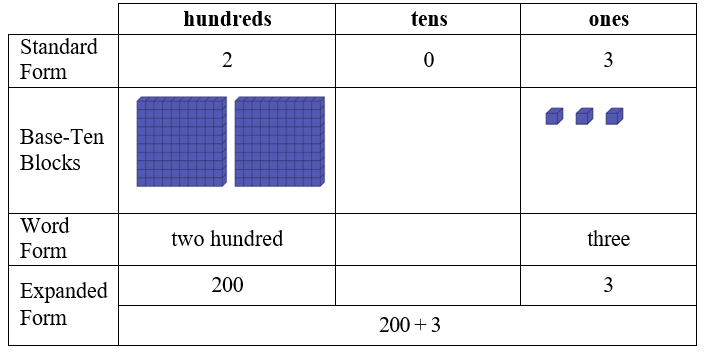 hundreds tens ones
Standard
Form
2 0 3
Base-Ten
Blocks
Word
Form
two hundred three
Expanded
Form
200 3
200 + 3